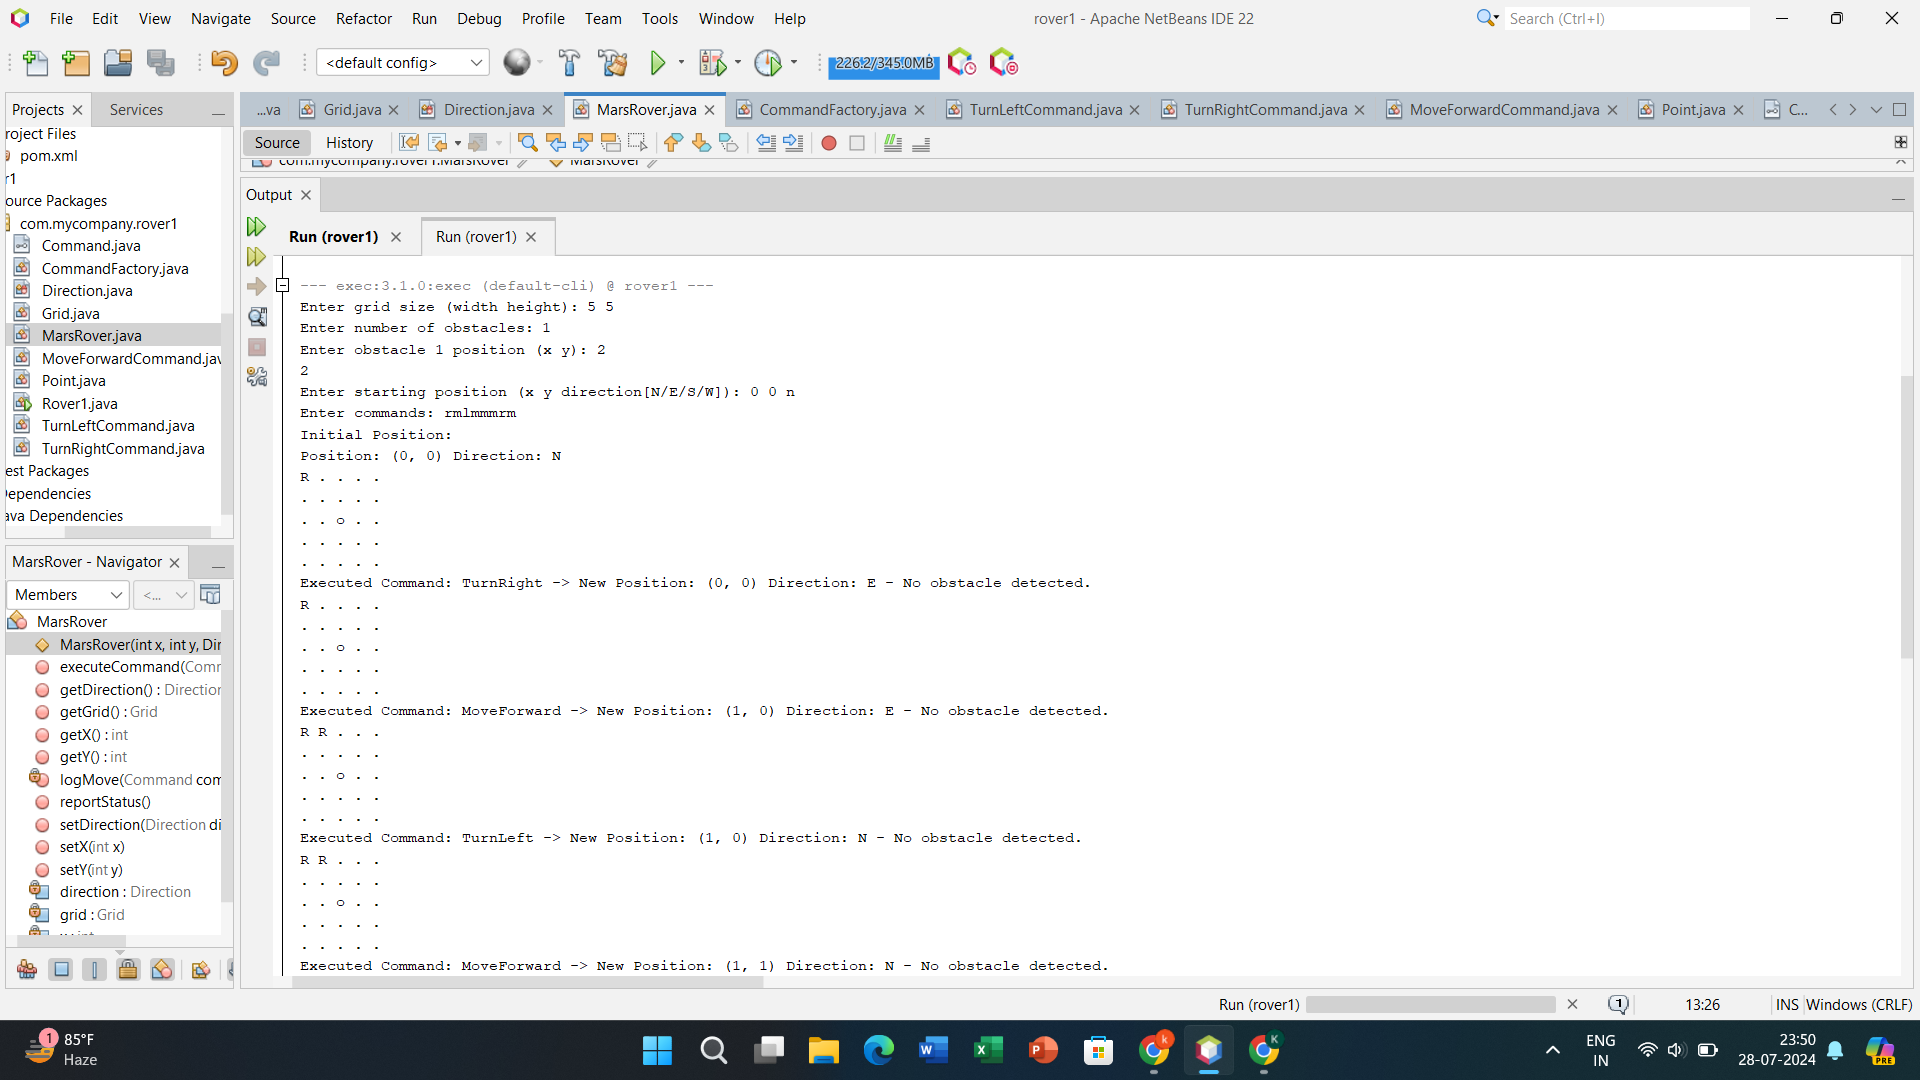 File Edit View Navigate Source Refactor Run Debug Profile Team Tools Window Help
rover1 - Apache NetBeans IDE 22
Search (Ctrl+I)
<default config>
226.2/345.0MB
Projects
Services
...va
Grid.java
Direction.java
MarsRover.java
CommandFactory.java
TurnLeftCommand.java
TurnRightCommand.java
MoveForwardCommand.java
Point.java
C...
Source
History
com.mycompany.rover1.MarsRover
MarsRover
roject Files
pom.xml
r1
ource Packages
com.mycompany.rover1
Command.java
CommandFactory.java
Direction.java
Grid.java
MarsRover.java
MoveForwardCommand.jav
Point.java
Rover1.java
TurnLeftCommand.java
TurnRightCommand.java
est Packages
Dependencies
ava Dependencies
MarsRover - Navigator
Members
<...
MarsRover
MarsRover(int x, int y, Dir
executeCommand(Comm
getDirection() : Direction
getGrid() : Grid
getX() : int
getY() : int
logMove(Command com
reportStatus()
setDirection(Direction di
setX(int x)
setY(int y)
direction : Direction
grid : Grid
Output
Run (rover1)
Run (rover1)
--- exec:3.1.0:exec (default-cli) @ rover1 ---
Enter grid size (width height): 5 5
Enter number of obstacles: 1
Enter obstacle 1 position (x y): 2
2
Enter starting position (x y direction[N/E/S/W]): 0 0 n
Enter commands: rmlmmmrm
Initial Position:
Position: (0, 0) Direction: N
R . . . .
. . . . .
. . O . .
. . . . .
. . . . .
Executed Command: TurnRight -> New Position: (0, 0) Direction: E - No obstacle detected.
R . . . .
. . . . .
. . O . .
. . . . .
. . . . .
Executed Command: MoveForward -> New Position: (1, 0) Direction: E - No obstacle detected.
R R . . .
. . . . .
. . O . .
. . . . .
. . . . .
Executed Command: TurnLeft -> New Position: (1, 0) Direction: N - No obstacle detected.
R R . . .
. . . . .
. . O . .
. . . . .
. . . . .
Executed Command: MoveForward -> New Position: (1, 1) Direction: N - No obstacle detected.
Run (rover1)
1
13:26
INS
Windows (CRLF)
1
85°F
Haze
ENG
IN
23:50
28-07-2024